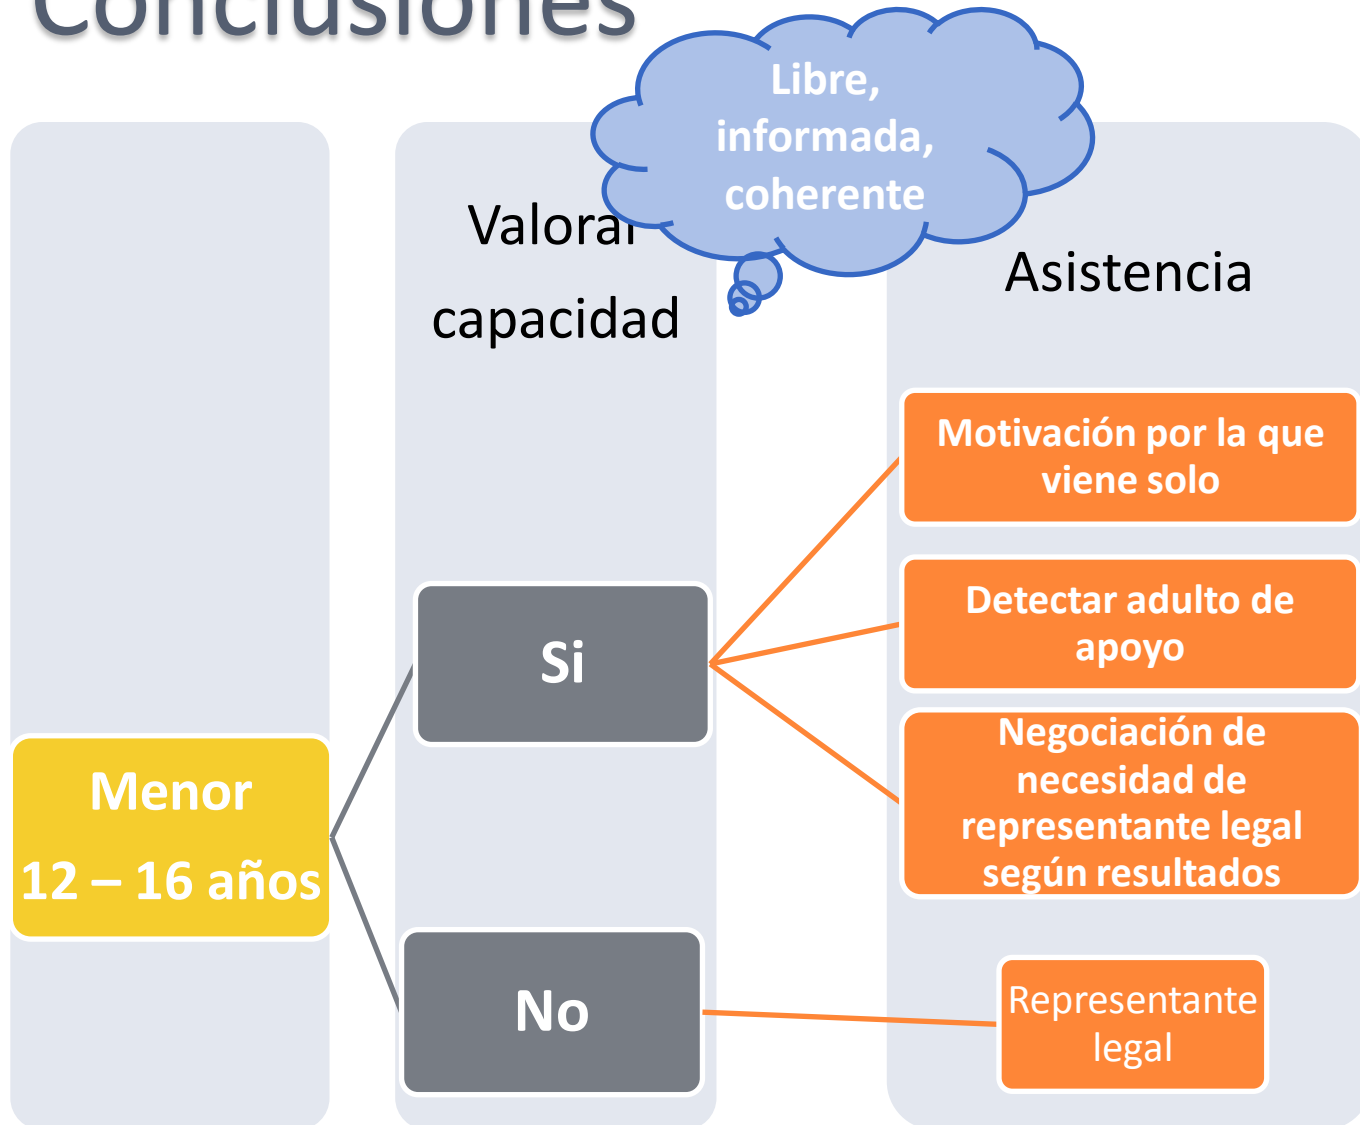 Conclusiones
Libre,
informada,
coherente
Valorar
capacidad
Asistencia
Motivación por la que
viene solo
Detectar adulto de
apoyo
Si
Negociación de
necesidad de
representante legal
según resultados
Menor
12 – 16 años
No
Representante
legal